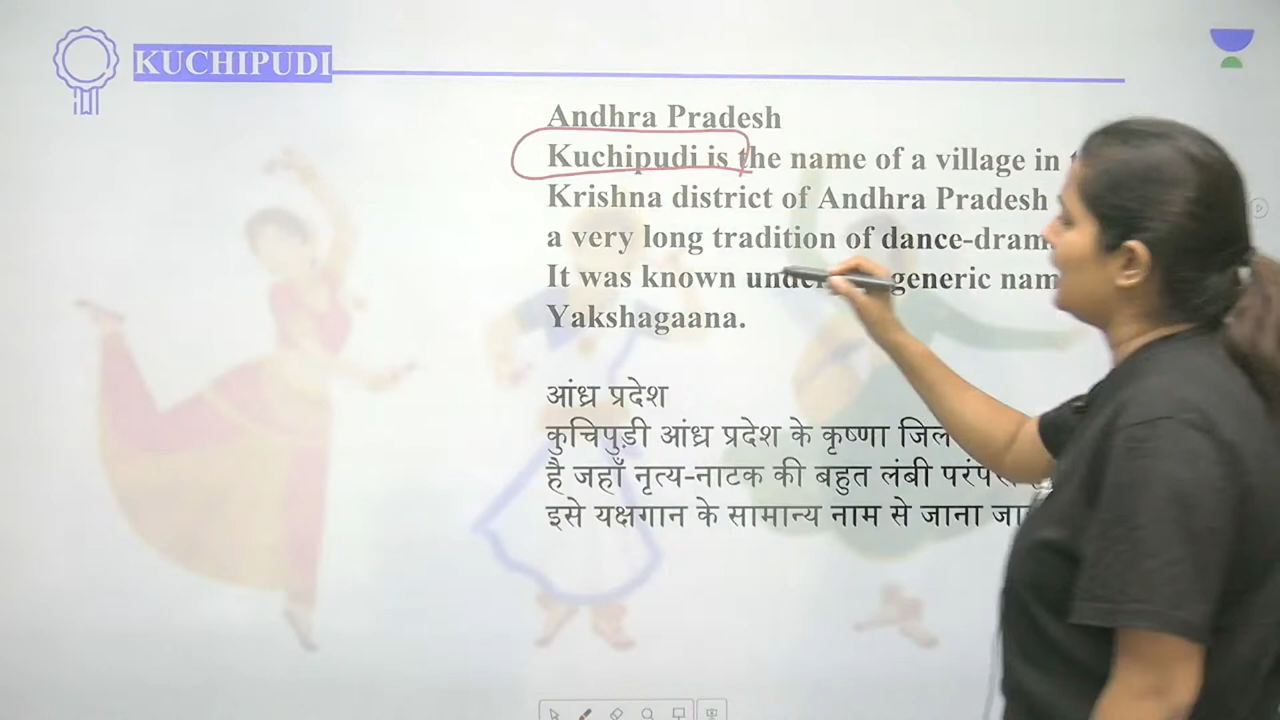 KUCHIPUDI
Andhra Pradesh
Kuchipudi is the name of a village in
Krishna district of Andhra Pradesh
a very long tradition of dance-dram
It was known under generic nam
Yakshagaana.
आंध्र प्रदेश
कुचिपुड़ी आंध्र प्रदेश के कृष्णा जिल
है जहाँ नृत्य-नाटक की बहुत लंबी
इसे यक्षगान के सामान्य नाम से जाना जा